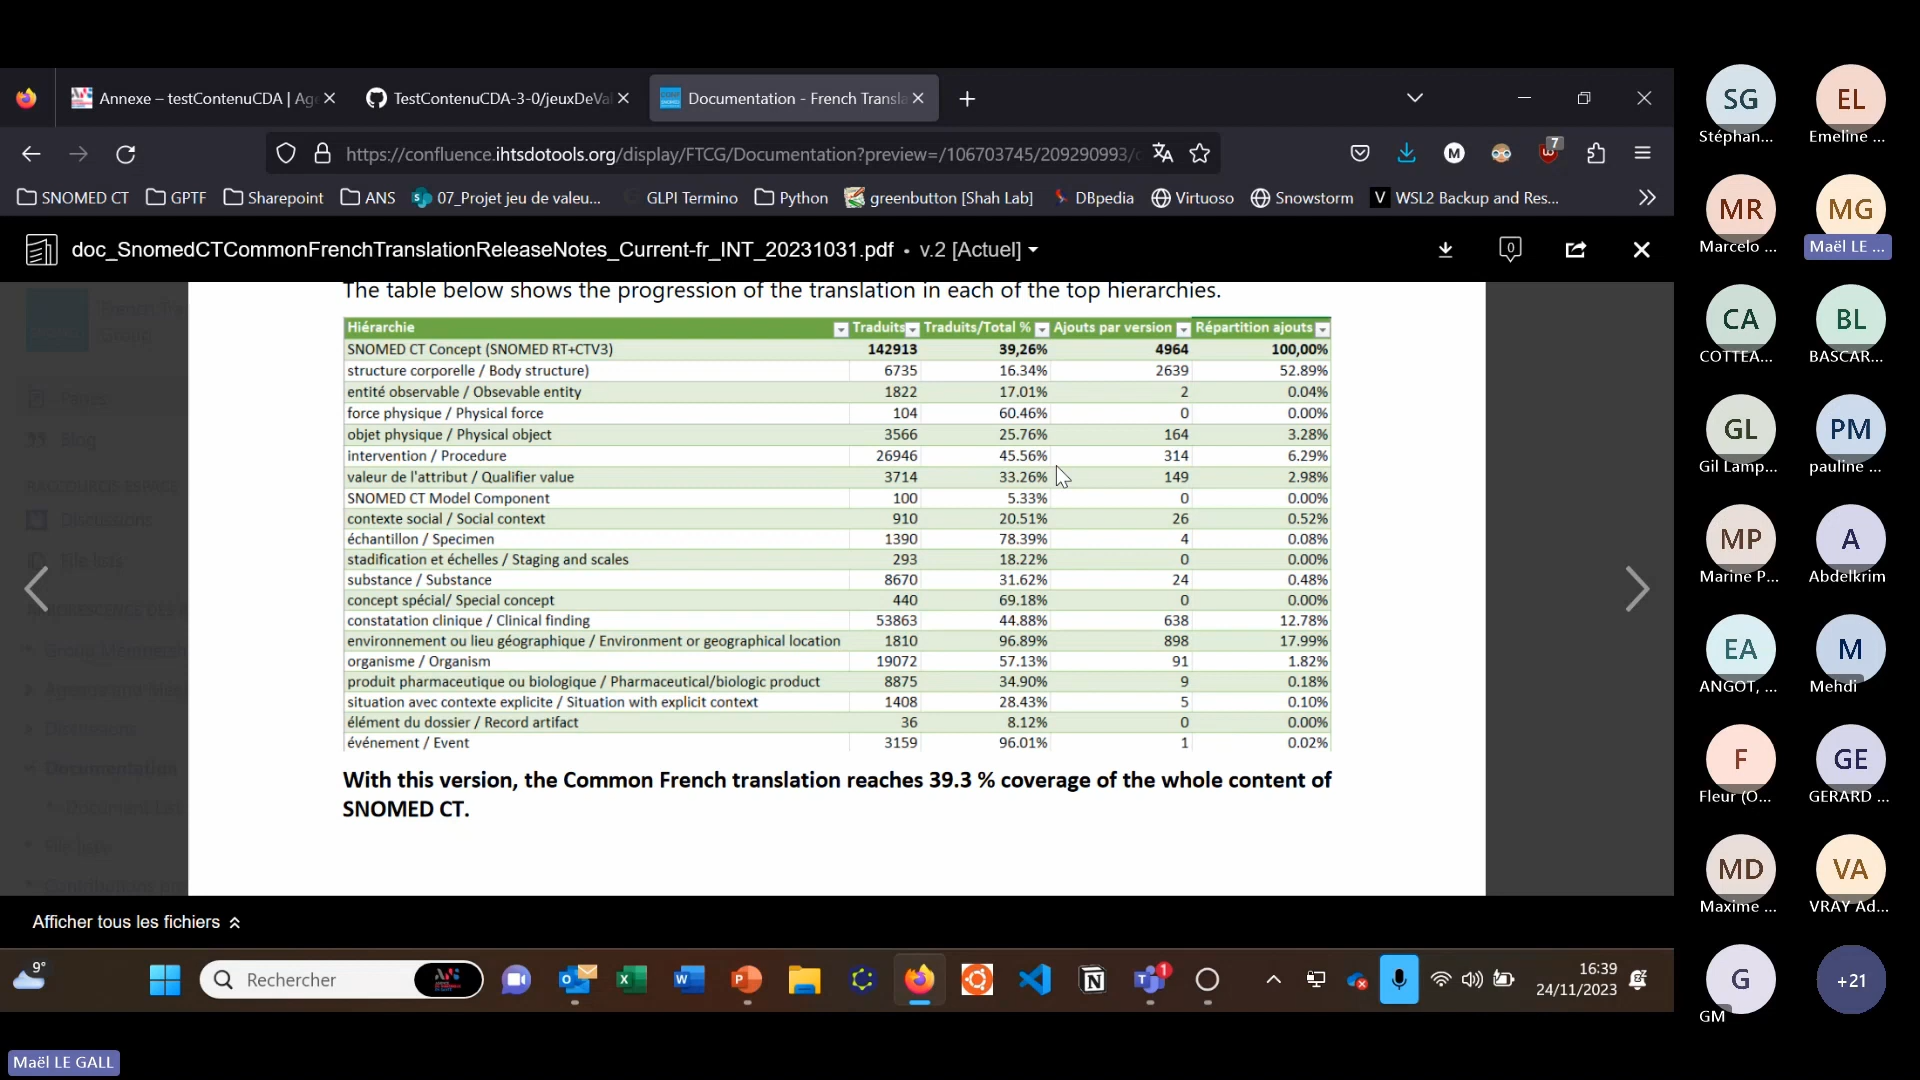 Annexe – testContenuCDA | Ag
TestContenuCDA-3-0/jeuxDeVal
Documentation - French Transla
https://confluence.ihtsdotools.org/display/FTCG/Documentation?preview=/106703745/209290993/
7
SNOMED CT
GPTF
Sharepoint
ANS
07_Projet jeu de valeu...
GLPI Termino
Python
greenbutton [Shah Lab]
DBpedia
Virtuoso
Snowstorm
WSL2 Backup and Res...
doc_SnomedCTCommonFrenchTranslationReleaseNotes_Current-fr_INT_20231031.pdf • v.2 [Actuel]
0
The table below shows the progression of the translation in each of the top hierarchies.
Hiérarchie Traduits Traduits/Total % Ajouts par version Répartition ajouts
SNOMED CT Concept (SNOMED RT+CTV3) 142913 39,26% 4964 100,00%
structure corporelle / Body structure) 6735 16.34% 2639 52.89%
entité observable / Obsevable entity 1822 17.01% 2 0.04%
force physique / Physical force 104 60.46% 0 0.00%
objet physique / Physical object 3566 25.76% 164 3.28%
intervention / Procedure 26946 45.56% 314 6.29%
valeur de l'attribut / Qualifier value 3714 33.26% 149 2.98%
SNOMED CT Model Component 100 5.33% 0 0.00%
contexte social / Social context 910 20.51% 26 0.52%
échantillon / Specimen 1390 78.39% 4 0.08%
stadification et échelles / Staging and scales 293 18.22% 0 0.00%
substance / Substance 8670 31.62% 24 0.48%
concept spécial/ Special concept 440 69.18% 0 0.00%
constatation clinique / Clinical finding 53863 44.88% 638 12.78%
environnement ou lieu géographique / Environment or geographical location 1810 96.89% 898 17.99%
organisme / Organism 19072 57.13% 91 1.82%
produit pharmaceutique ou biologique / Pharmaceutical/biologic product 8875 34.90% 9 0.18%
situation avec contexte explicite / Situation with explicit context 1408 28.43% 5 0.10%
élément du dossier / Record artifact 36 8.12% 0 0.00%
événement / Event 3159 96.01% 1 0.02%
With this version, the Common French translation reaches 39.3 % coverage of the whole content of
SNOMED CT.
Pages
Blog
Discussions
File lists
Discussions
Documentation
Afficher tous les fichiers
9°
Rechercher
1
16:39
24/11/2023
Maël LE GALL
SG
Stéphan...
EL
Emeline ...
MR
Marcelo ...
MG
Maël LE ...
CA
COTTEA...
BL
BASCAR...
GL
Gil Lamp...
PM
pauline ...
MP
Marine P...
A
Abdelkrim
EA
ANGOT, ...
M
Mehdi
F
Fleur (O...
GE
GERARD ...
MD
Maxime ...
VA
VRAY Ad...
G
GM
+21